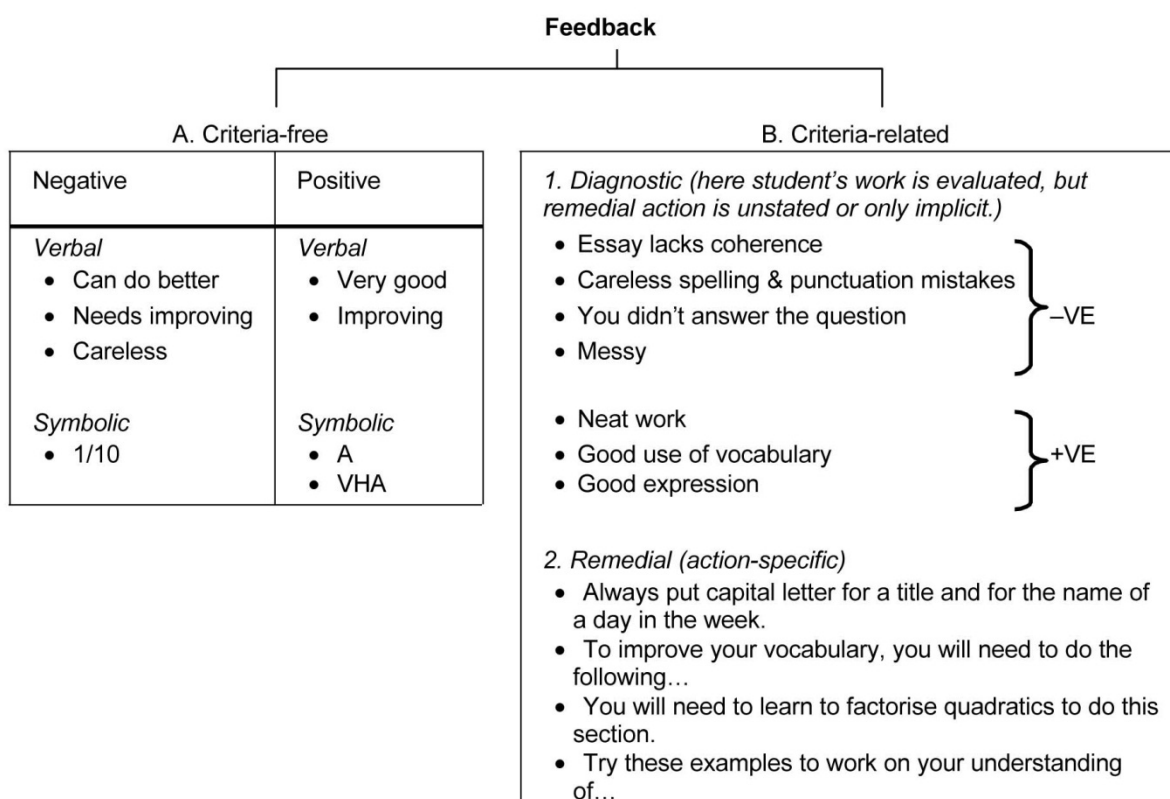 Feedback
A. Criteria-free
Negative
Positive
Verbal
• Can do better
• Needs improving
• Careless
Verbal
• Very good
• Improving
Symbolic
• 1/10
Symbolic
• A
• VHA
B. Criteria-related
1. Diagnostic (here student’s work is evaluated, but
remedial action is unstated or only implicit.)
• Essay lacks coherence
• Careless spelling & punctuation mistakes
• You didn’t answer the question
• Messy
–VE
• Neat work
• Good use of vocabulary
• Good expression
+VE
2. Remedial (action-specific)
• Always put capital letter for a title and for the name of
a day in the week.
• To improve your vocabulary, you will need to do the
following…
• You will need to learn to factorise quadratics to do this
section.
• Try these examples to work on your understanding
of…